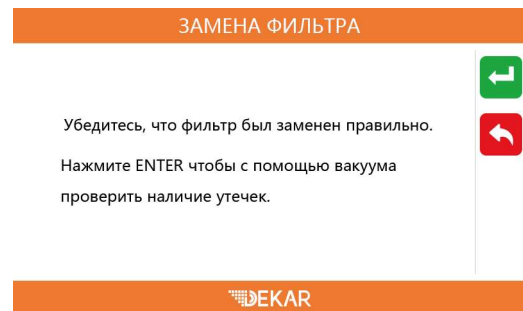 ЗАМЕНА ФИЛЬТРА
Убедитесь, что фильтр был заменен правильно.
Нажмите ENTER чтобы с помощью вакуума
проверить наличие утечек.
DEKAR